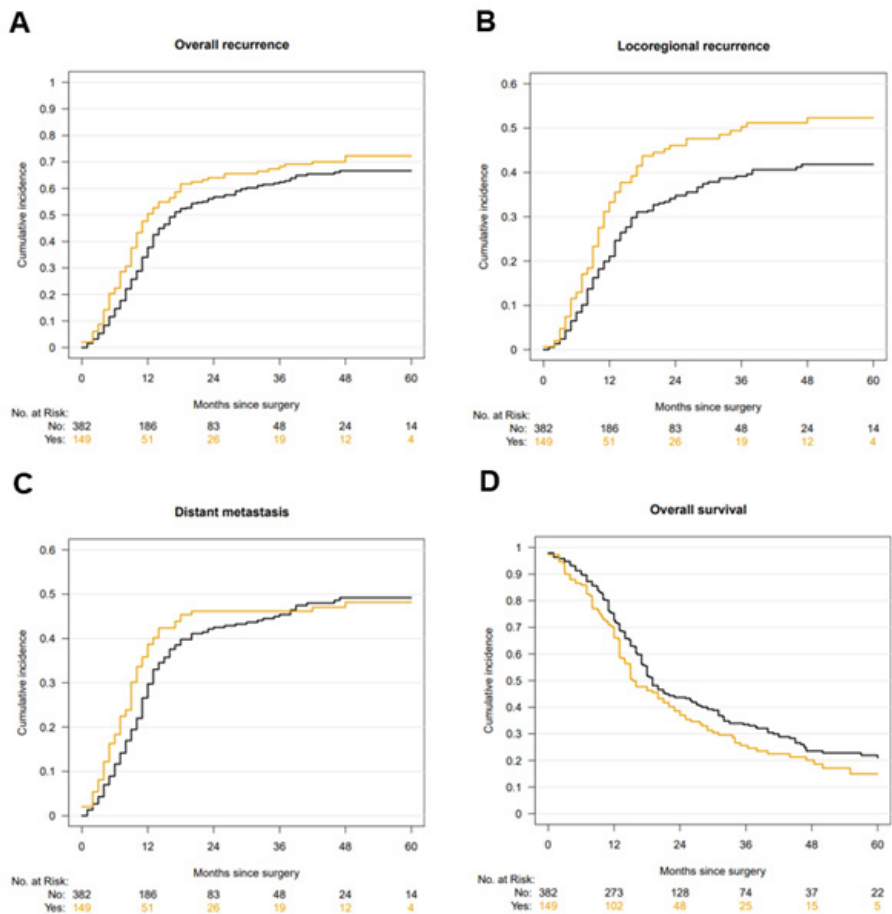 A
Overall recurrence
Cumulative incidence
1
0.9
0.8
0.7
0.6
0.5
0.4
0.3
0.2
0.1
0
0 12 24 36 48 60
Months since surgery
No. at Risk:
No: 382 186 83 48 24 14
Yes: 149 51 26 19 12 4
B
Locoregional recurrence
Cumulative incidence
0.6
0.5
0.4
0.3
0.2
0.1
0
0 12 24 36 48 60
Months since surgery
No. at Risk:
No: 382 186 83 48 24 14
Yes: 149 51 26 19 12 4
C
Distant metastasis
Cumulative incidence
0.6
0.5
0.4
0.3
0.2
0.1
0
0 12 24 36 48 60
Months since surgery
No. at Risk:
No: 382 186 83 48 24 14
Yes: 149 51 26 19 12 4
D
Overall survival
Cumulative incidence
1
0.9
0.8
0.7
0.6
0.5
0.4
0.3
0.2
0.1
0
0 12 24 36 48 60
Months since surgery
No. at Risk:
No: 382 273 128 74 37 22
Yes: 149 102 48 25 15 5